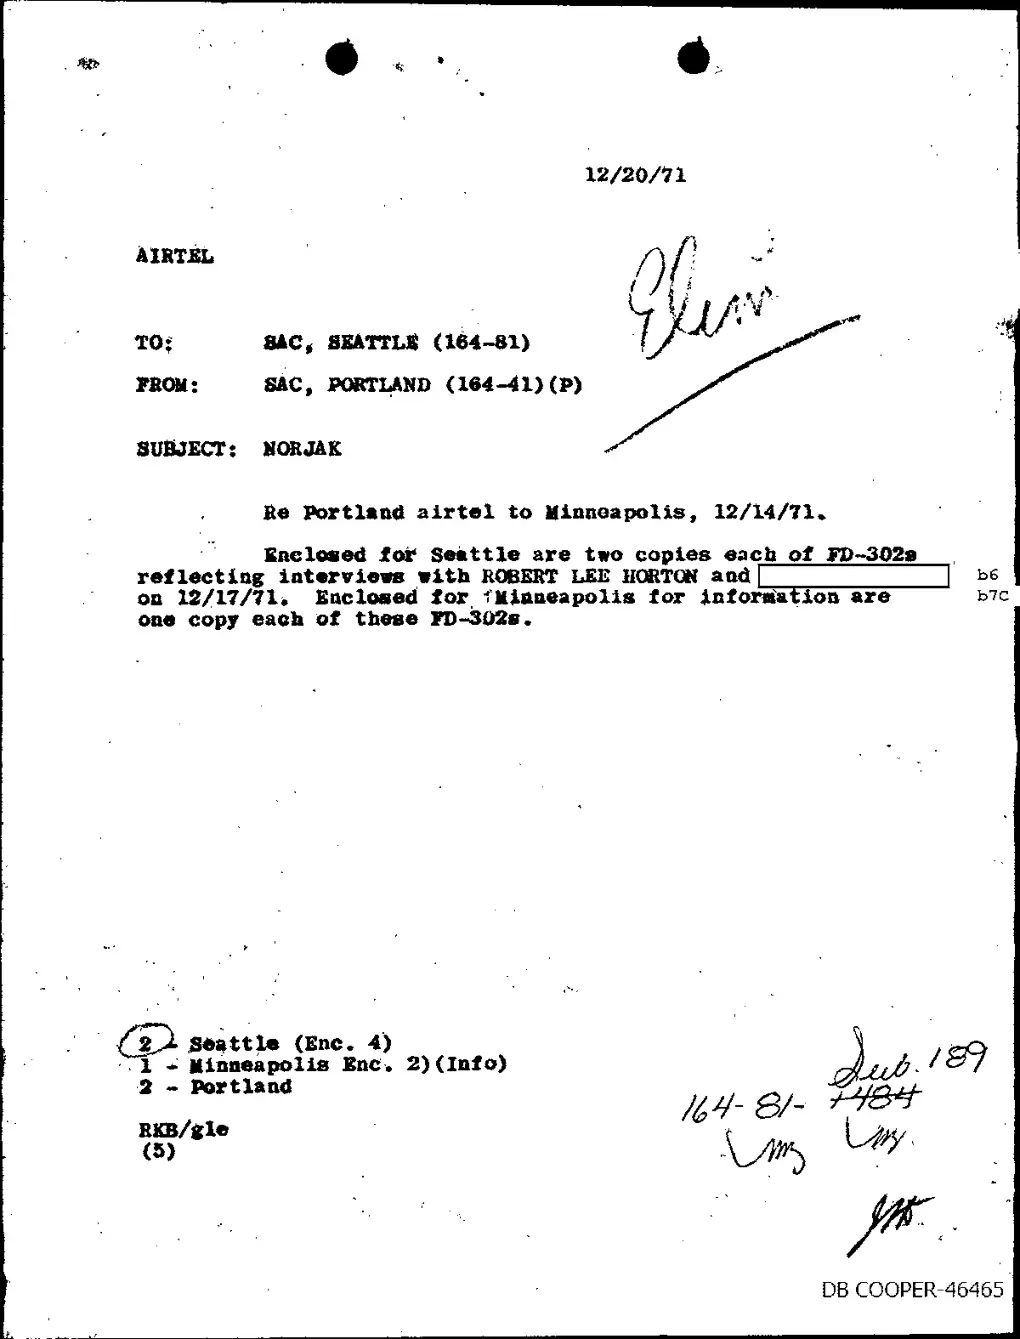 12/20/71
AIRTEL
Elim
TO: SAC, SEATTLE (164-81)
FROM: SAC, PORTLAND (164-41)(P)
SUBJECT: NORJAK
Re Portland airtel to Minneapolis, 12/14/71.
Enclosed for Seattle are two copies each of FD-302s
reflecting interviews with ROBERT LEE HORTON and
b6
on 12/17/71. Enclosed for Minneapolis for information are
b7C
one copy each of these FD-302s.
2 - Seattle (Enc. 4)
1 - Minneapolis Enc. 2)(Info)
2 - Portland
RKB/gle
(5)
Sub. 189
164-81-
DB COOPER-46465